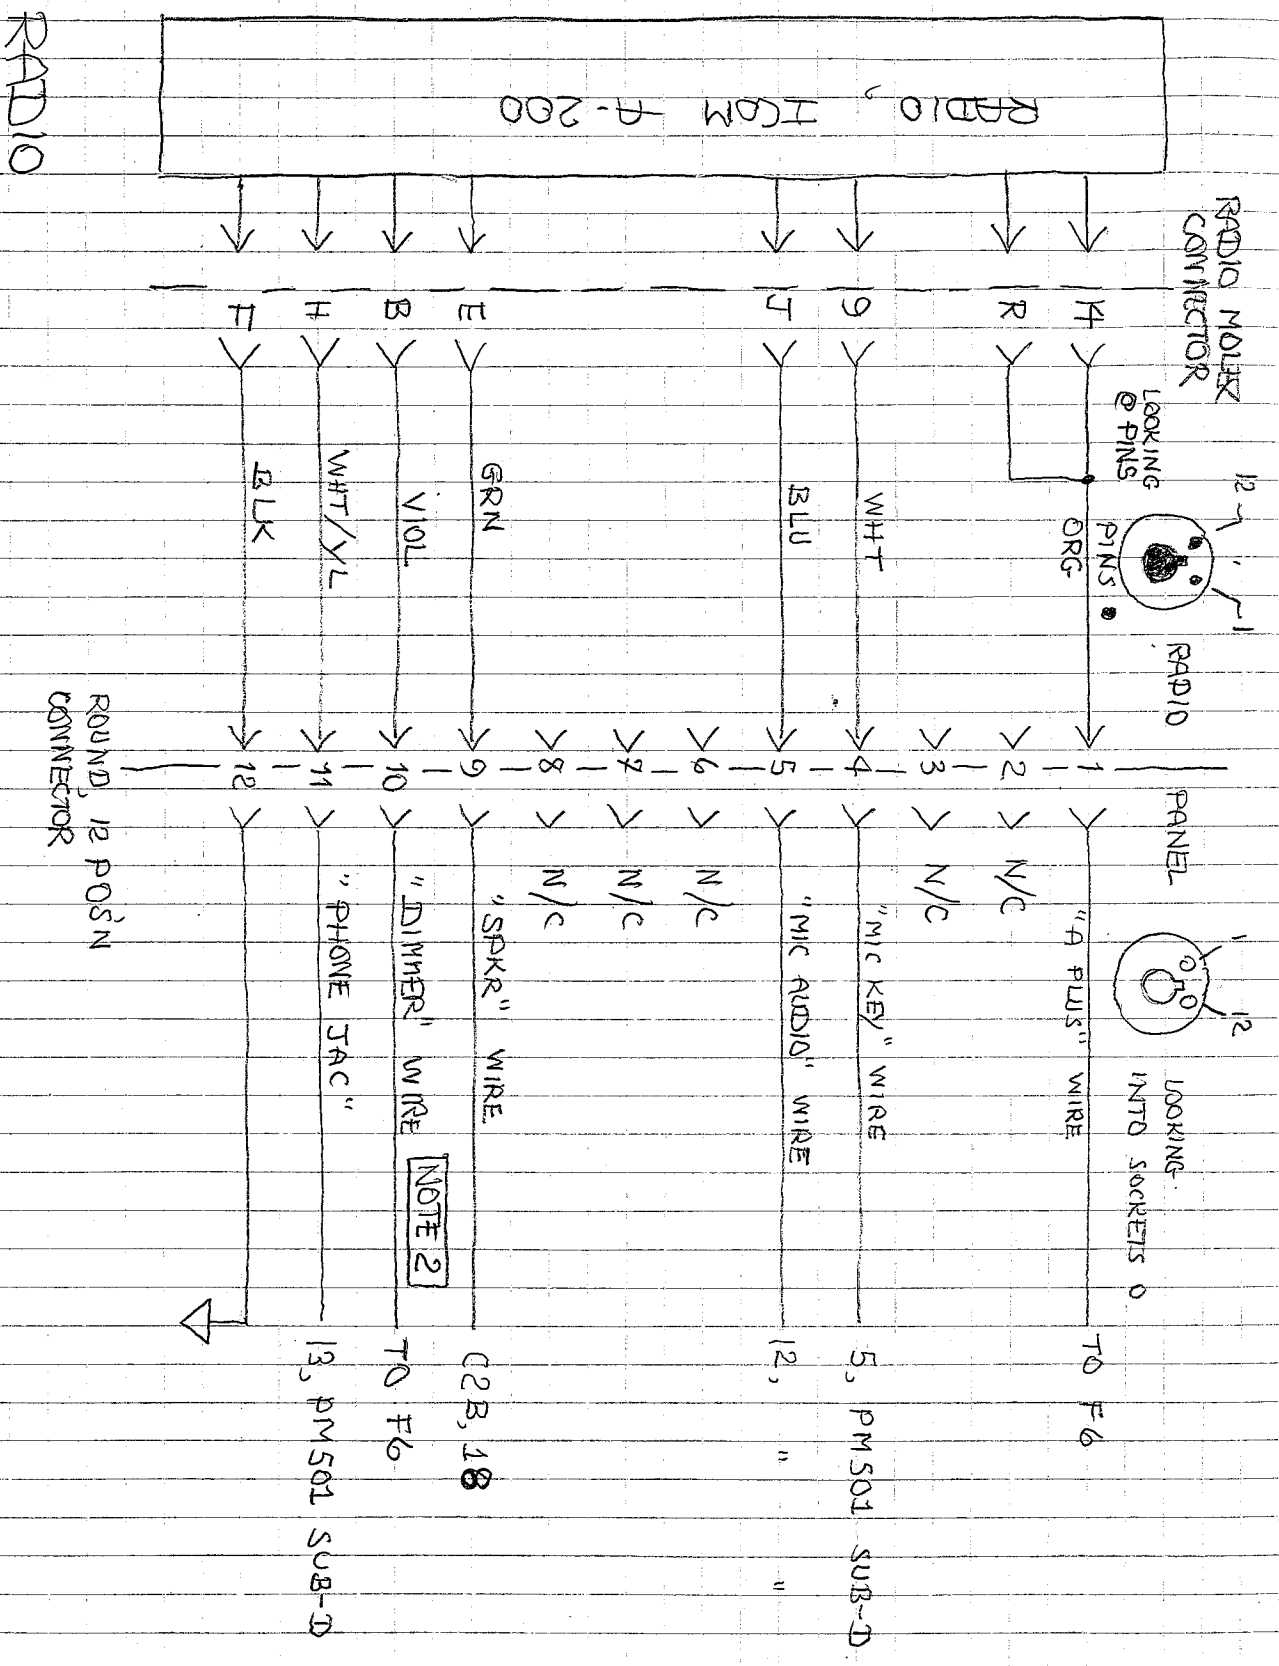 RADIO
RADIO, ICOM A-200
RADIO MOLEX
CONNECTOR
LOOKING
@ PINS
12
1
PINS
RADIO
PANEL
1
12
LOOKING
INTO SOCKETS O
ORG
1
"A PLUS" WIRE
TO F6
R
2
N/C
3
N/C
9
WHT
4
"MIC KEY" WIRE
5, PM501 SUB-D
J
BLU
5
"MIC AUDIO" WIRE
12, " "
6
N/C
7
N/C
8
N/C
E
GRN
9
"SPKR" WIRE
C2B, 18
B
VIOL
10
"DIMMER" WIRE
NOTE 2
TO F6
H
WHT/YL
11
"PHONE JAC"
13, PM501 SUB-D
F
BLK
12
ROUND, 12 POS'N
CONNECTOR